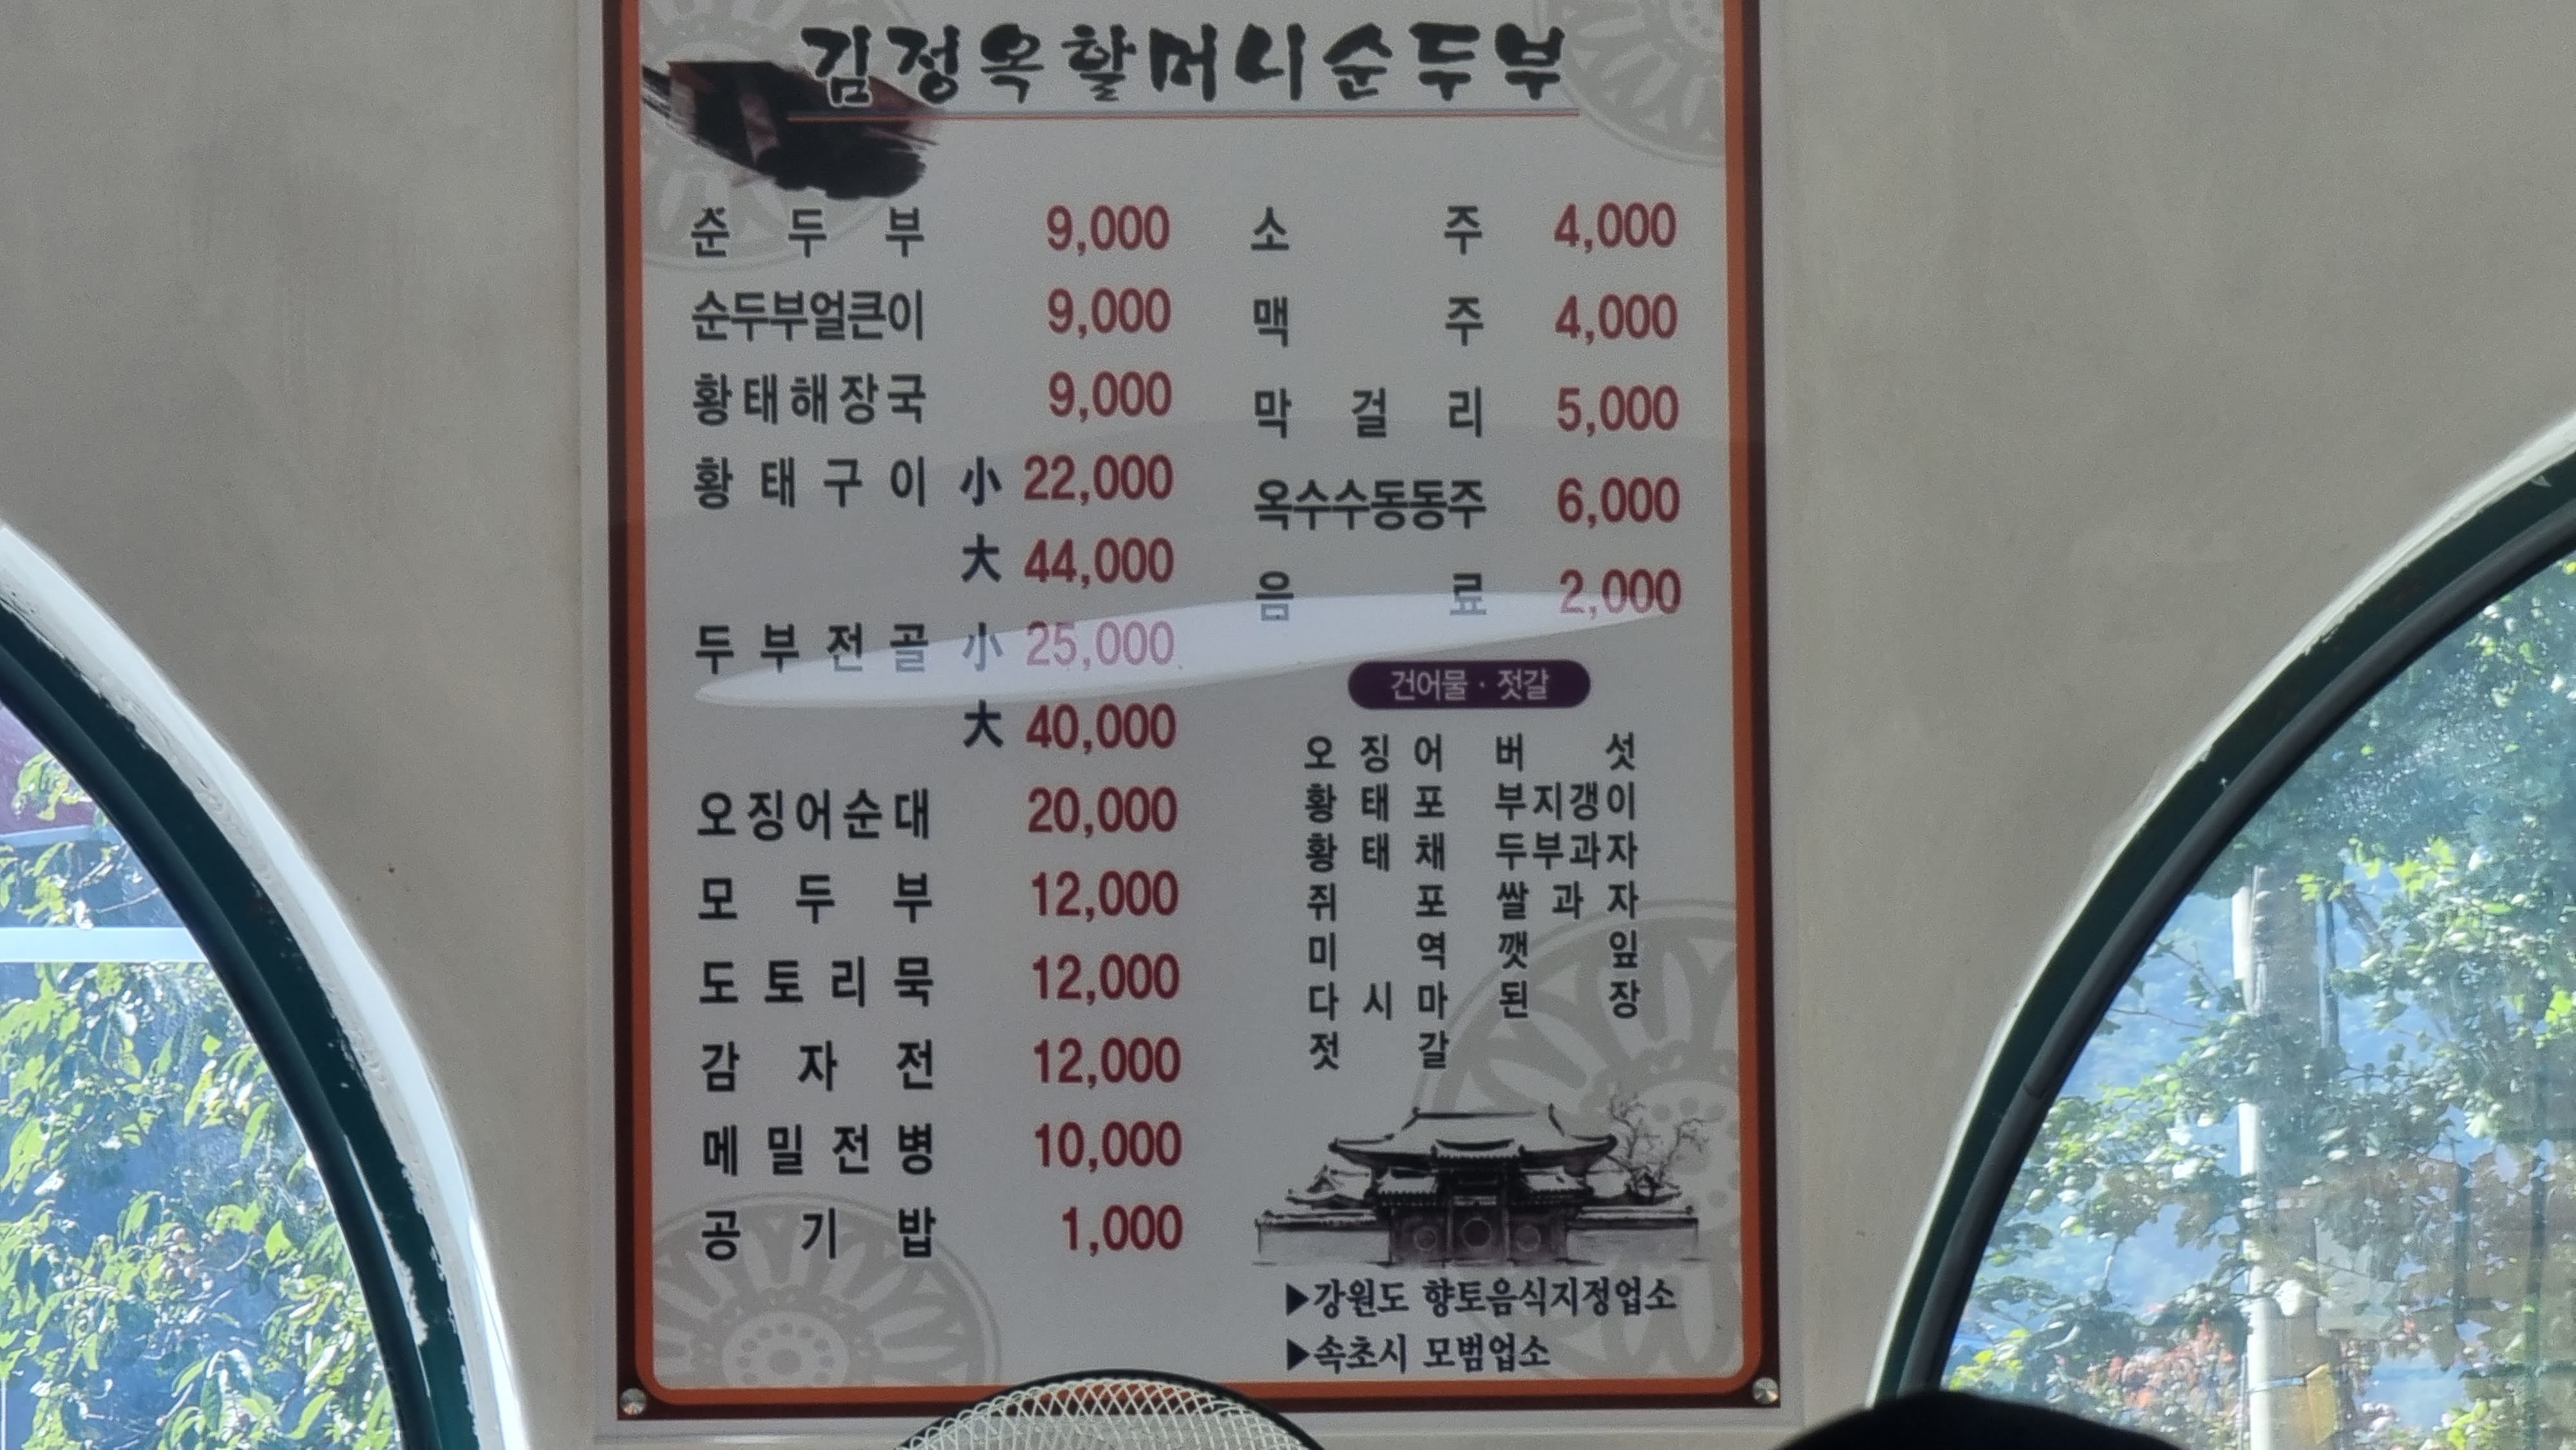 김정옥할머니순두부
순두부 9,000
순두부얼큰이 9,000
황태해장국 9,000
황태구이 小 22,000
大 44,000
두부전골 小 25,000
大 40,000
오징어순대 20,000
모두부 12,000
도토리묵 12,000
감자전 12,000
메밀전병 10,000
공기밥 1,000
소주 4,000
맥주 4,000
막걸리 5,000
옥수수동동주 6,000
음료 2,000
건어물 · 젓갈
오징어 버섯
황태포 부지갱이
황태채 두부과자
쥐포 쌀과자
미역 깻잎
다시마 된장
젓갈
▶강원도 향토음식지정업소
▶속초시 모범업소